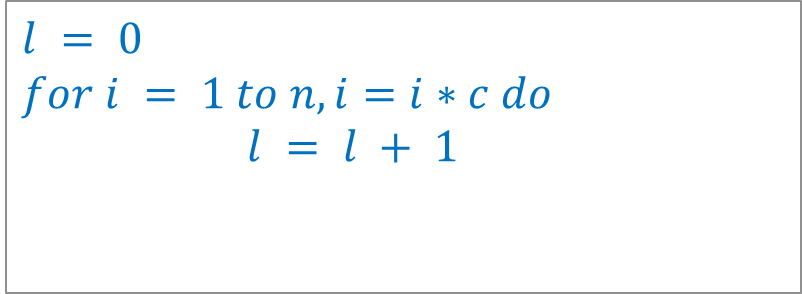 l = 0
for i = 1 to n, i = i * c do
l = l + 1